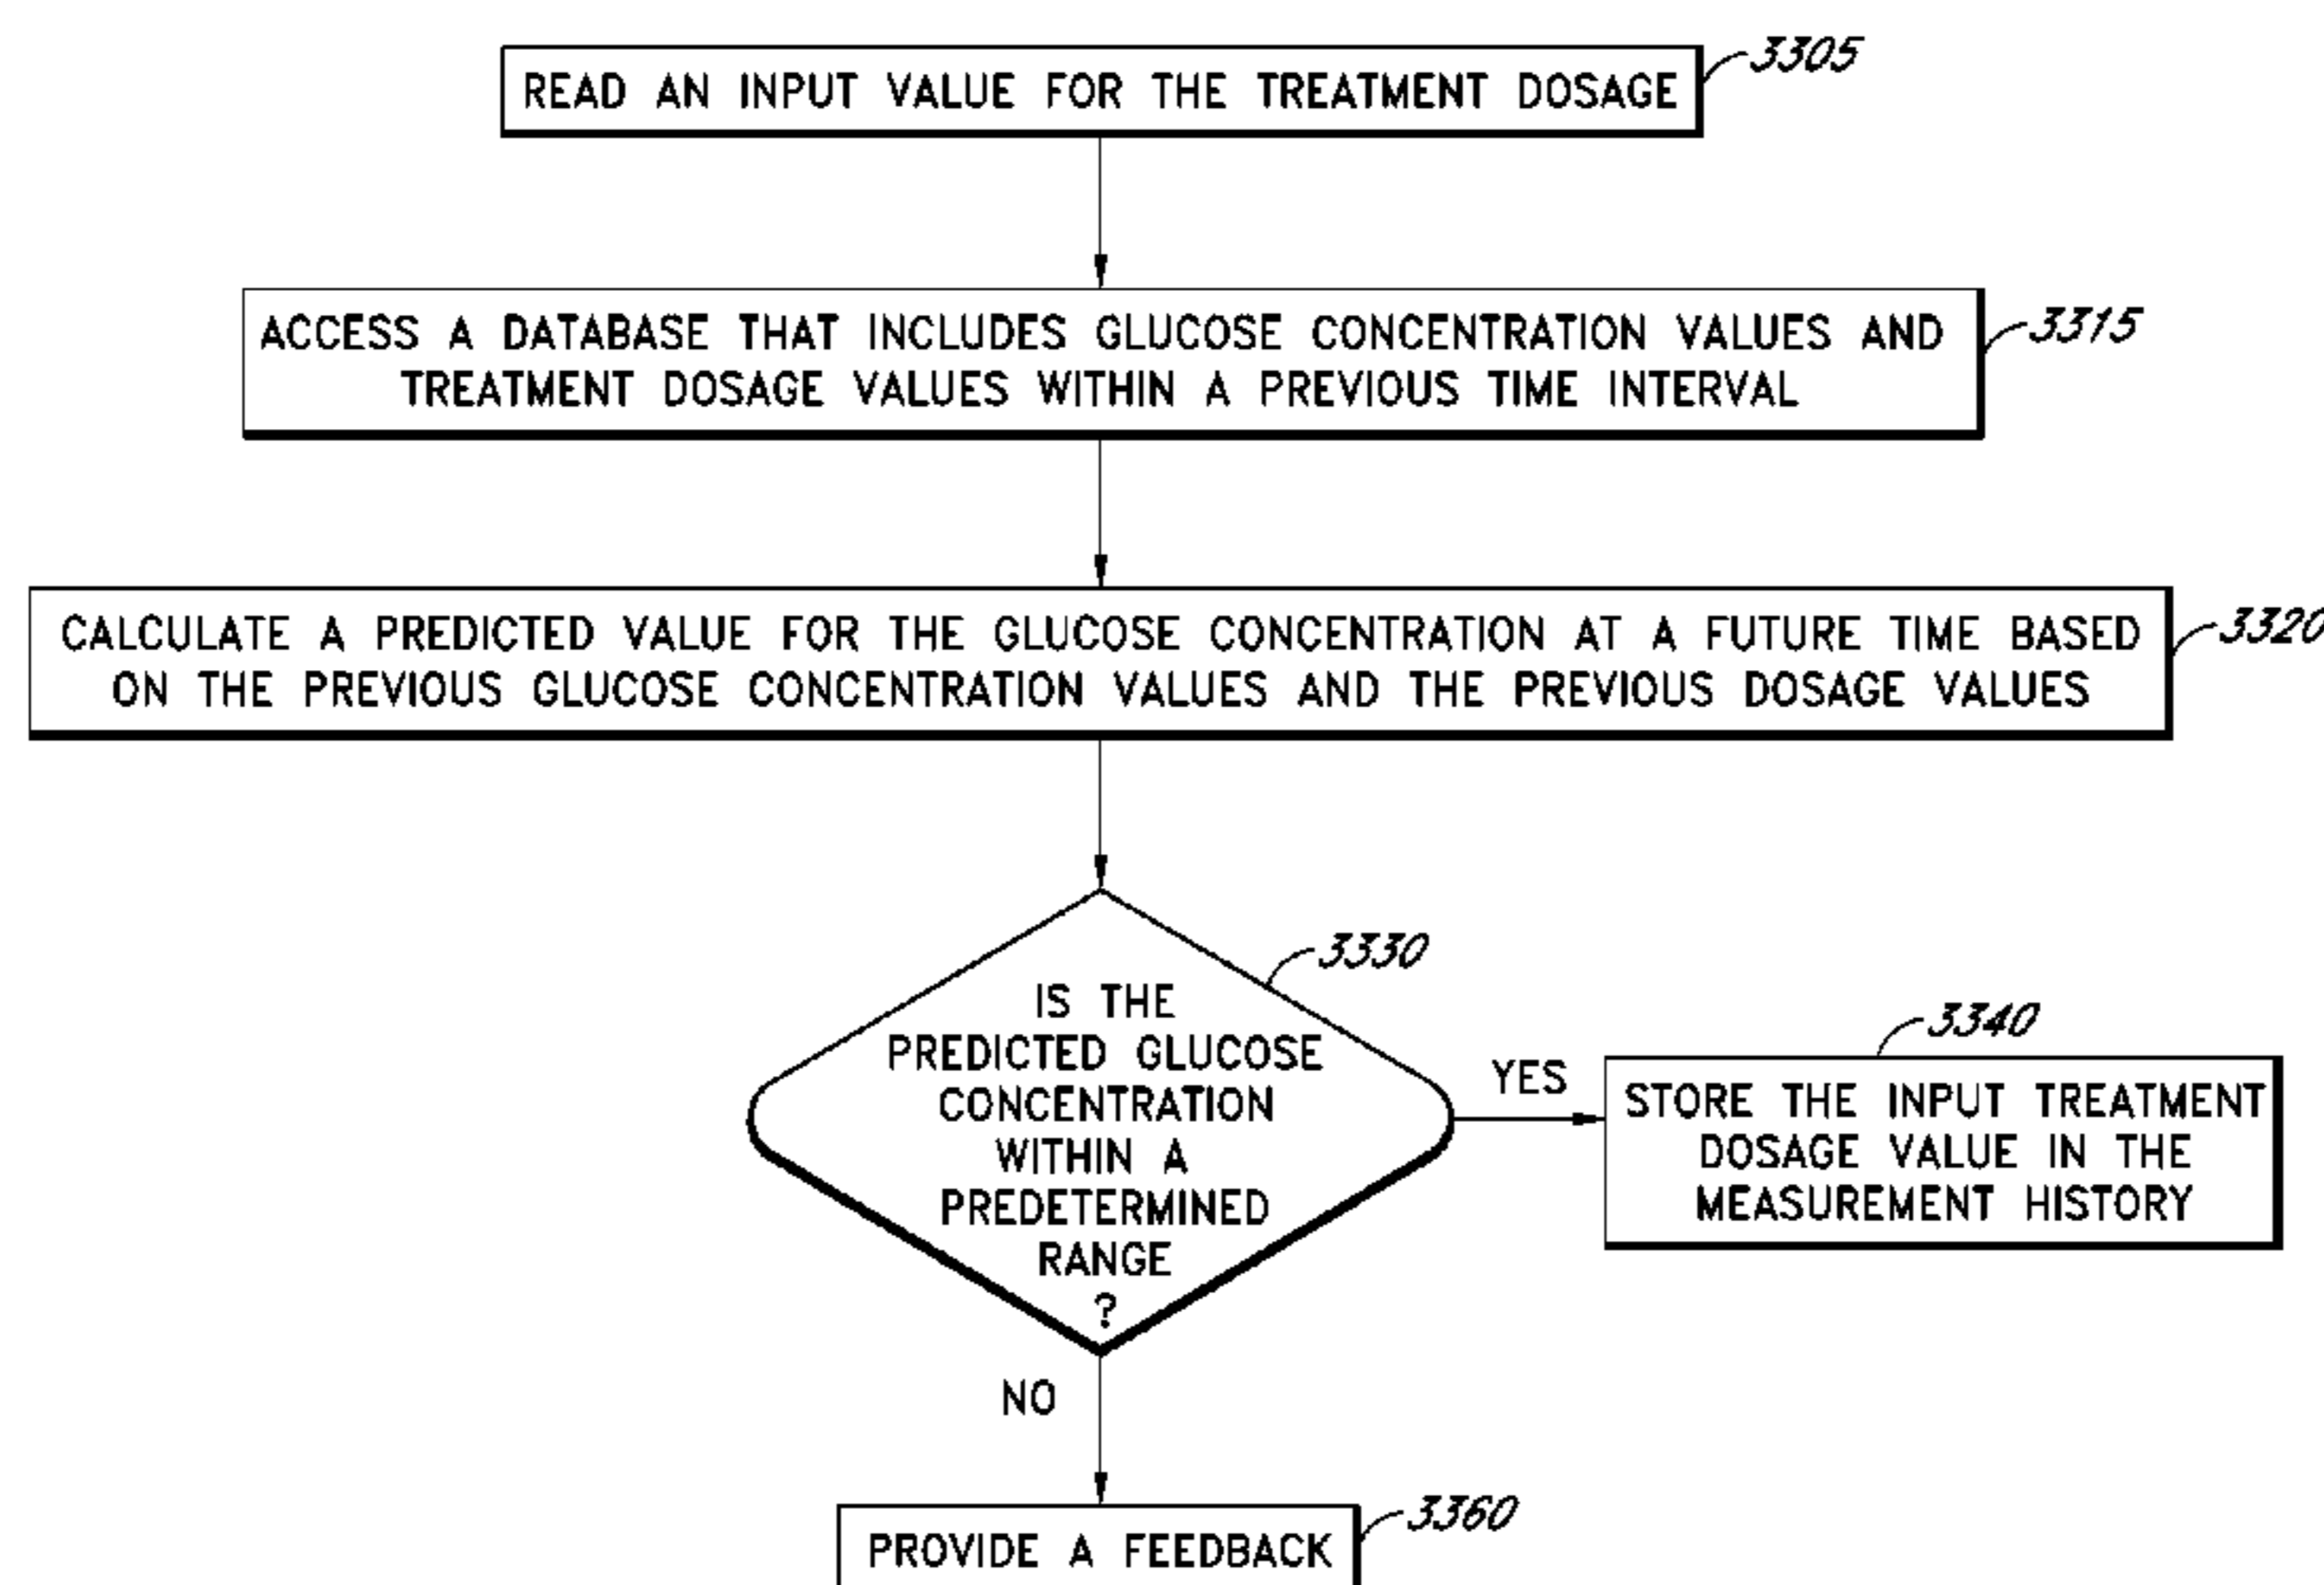 READ AN INPUT VALUE FOR THE TREATMENT DOSAGE
3305
ACCESS A DATABASE THAT INCLUDES GLUCOSE CONCENTRATION VALUES AND
TREATMENT DOSAGE VALUES WITHIN A PREVIOUS TIME INTERVAL
3315
CALCULATE A PREDICTED VALUE FOR THE GLUCOSE CONCENTRATION AT A FUTURE TIME BASED
ON THE PREVIOUS GLUCOSE CONCENTRATION VALUES AND THE PREVIOUS DOSAGE VALUES
3320
3330
IS THE
PREDICTED GLUCOSE
CONCENTRATION
WITHIN A
PREDETERMINED
RANGE
?
YES
3340
STORE THE INPUT TREATMENT
DOSAGE VALUE IN THE
MEASUREMENT HISTORY
NO
3360
PROVIDE A FEEDBACK